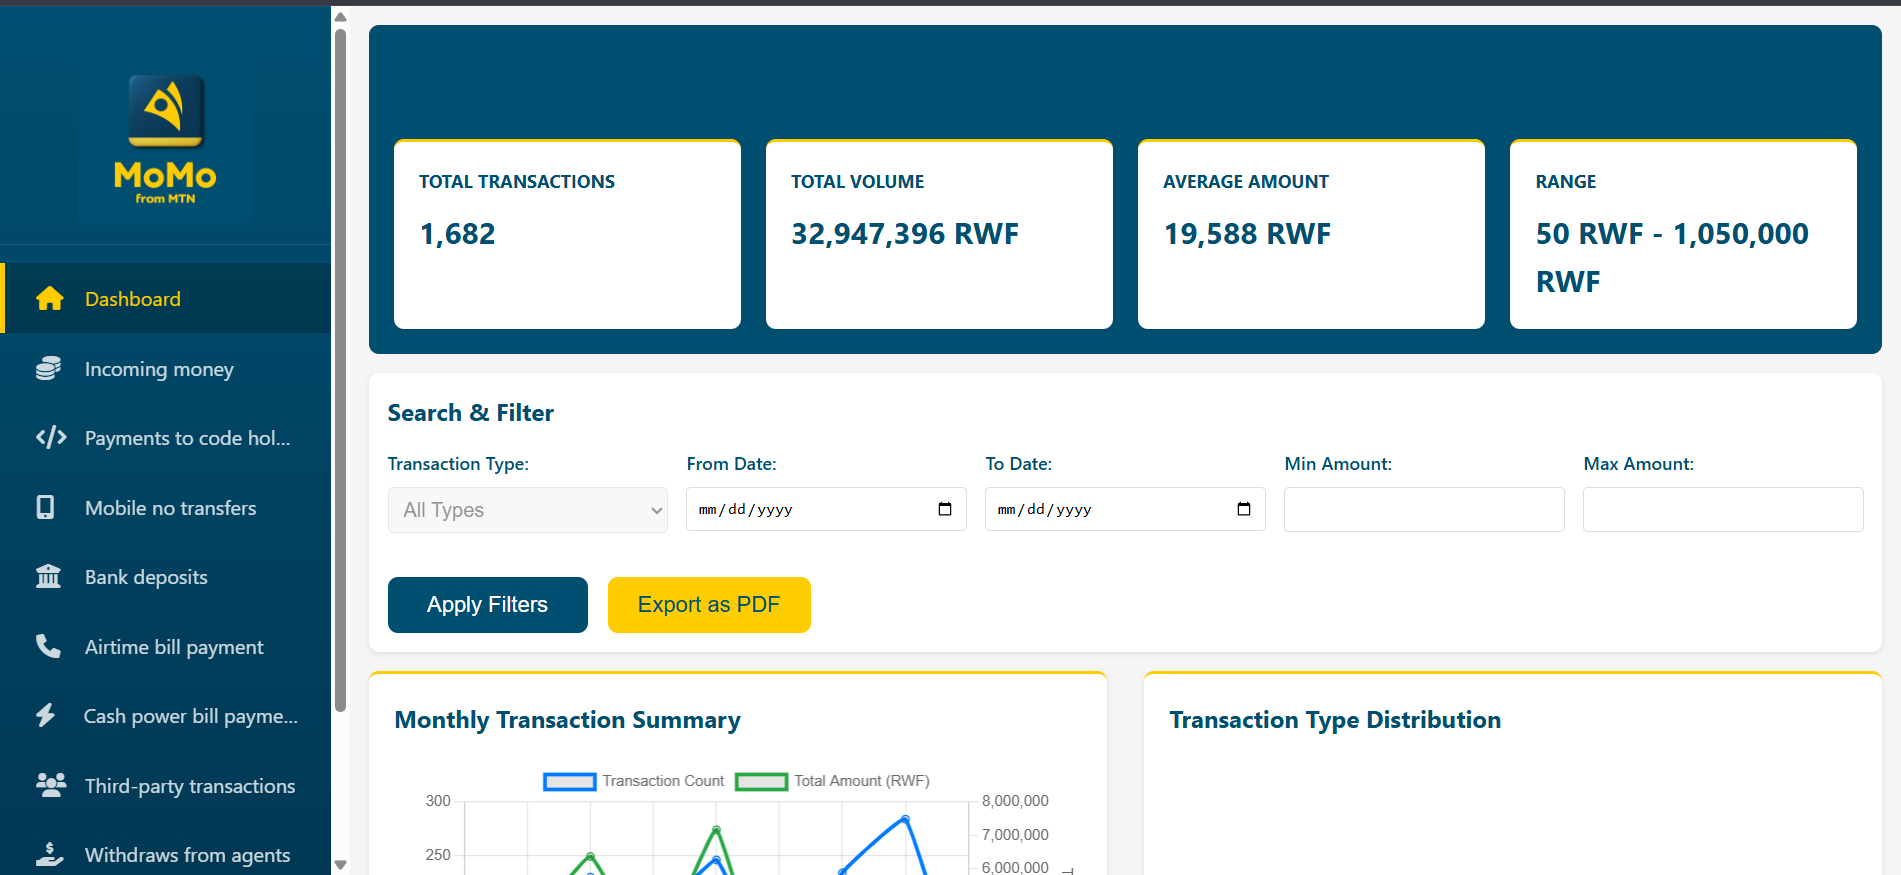 MoMo
from MTN
Dashboard
Incoming money
Payments to code hol...
Mobile no transfers
Bank deposits
Airtime bill payment
Cash power bill payme...
Third-party transactions
Withdraws from agents
TOTAL TRANSACTIONS
1,682
TOTAL VOLUME
32,947,396 RWF
AVERAGE AMOUNT
19,588 RWF
RANGE
50 RWF - 1,050,000
RWF
Search & Filter
Transaction Type:
All Types
From Date:
mm/dd/yyyy
To Date:
mm/dd/yyyy
Min Amount:
Max Amount:
Apply Filters
Export as PDF
Monthly Transaction Summary
Transaction Count
Total Amount (RWF)
300
250
8,000,000
7,000,000
6,000,000
Transaction Type Distribution